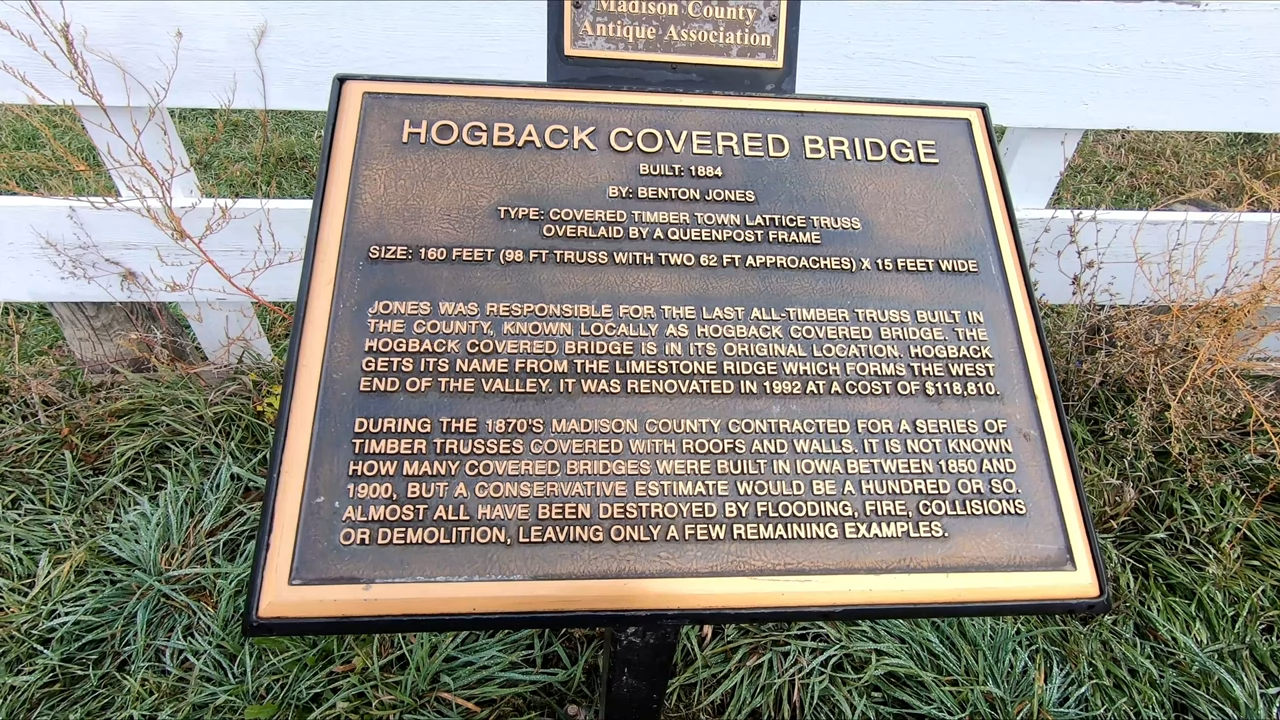 Madison County
Antique Association
HOGBACK COVERED BRIDGE
BUILT: 1884
BY: BENTON JONES
TYPE: COVERED TIMBER TOWN LATTICE TRUSS
OVERLAID BY A QUEENPOST FRAME
SIZE: 160 FEET (98 FT TRUSS WITH TWO 62 FT APPROACHES) X 15 FEET WIDE
JONES WAS RESPONSIBLE FOR THE LAST ALL-TIMBER TRUSS BUILT IN
THE COUNTY, KNOWN LOCALLY AS HOGBACK COVERED BRIDGE. THE
HOGBACK COVERED BRIDGE IS IN ITS ORIGINAL LOCATION. HOGBACK
GETS ITS NAME FROM THE LIMESTONE RIDGE WHICH FORMS THE WEST
END OF THE VALLEY. IT WAS RENOVATED IN 1992 AT A COST OF $118,810.
DURING THE 1870'S MADISON COUNTY CONTRACTED FOR A SERIES OF
TIMBER TRUSSES COVERED WITH ROOFS AND WALLS. IT IS NOT KNOWN
HOW MANY COVERED BRIDGES WERE BUILT IN IOWA BETWEEN 1850 AND
1900, BUT A CONSERVATIVE ESTIMATE WOULD BE A HUNDRED OR SO.
ALMOST ALL HAVE BEEN DESTROYED BY FLOODING, FIRE, COLLISIONS
OR DEMOLITION, LEAVING ONLY A FEW REMAINING EXAMPLES.